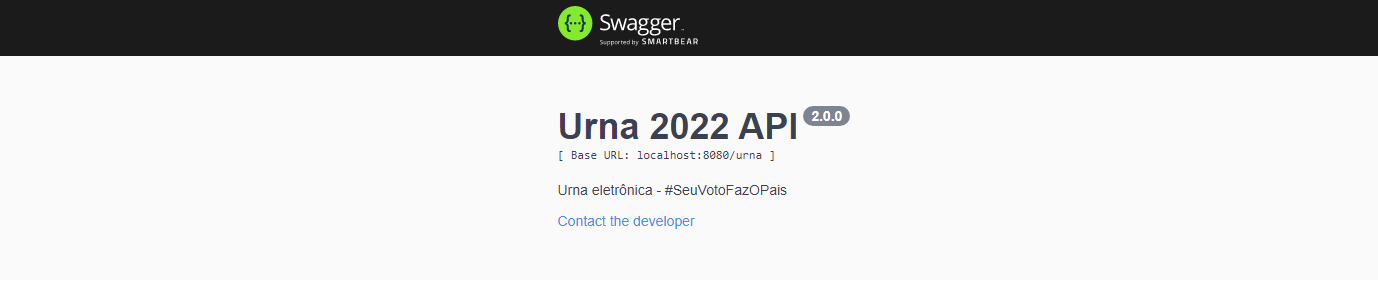 Swagger
Supported by SMARTBEAR
Urna 2022 API 2.0.0
[ Base URL: localhost:8080/urna ]
Urna eletrônica - #SeuVotoFazOPais
Contact the developer